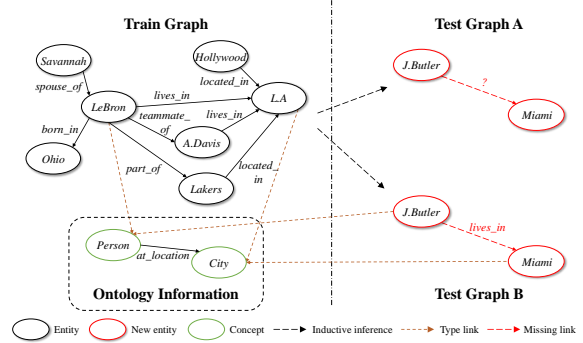 Train Graph
Test Graph A
Savannah
Hollywood
J.Butler
spouse_of
located_in
?
LeBron
lives_in
L.A
Miami
teammate_
of
lives_in
born_in
A.Davis
Ohio
part_of
located_
in
Lakers
J.Butler
Person
lives_in
at_location
City
Miami
Ontology Information
Test Graph B
Entity
New entity
Concept
Inductive inference
Type link
Missing link